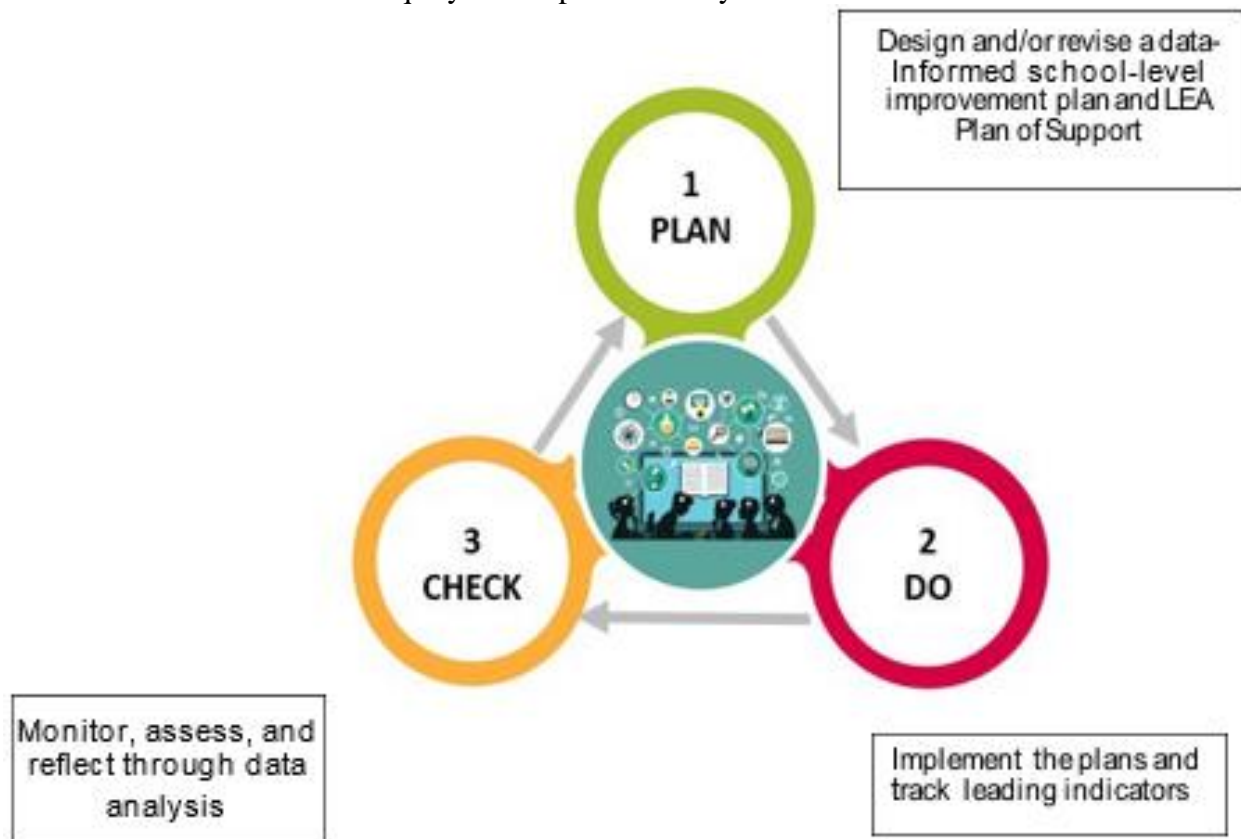 Design and/or revise a data-
Informed school-level
improvement plan and LEA
Plan of Support
1
PLAN
2
DO
3
CHECK
Monitor, assess, and
reflect through data
analysis
Implement the plans and
track leading indicators